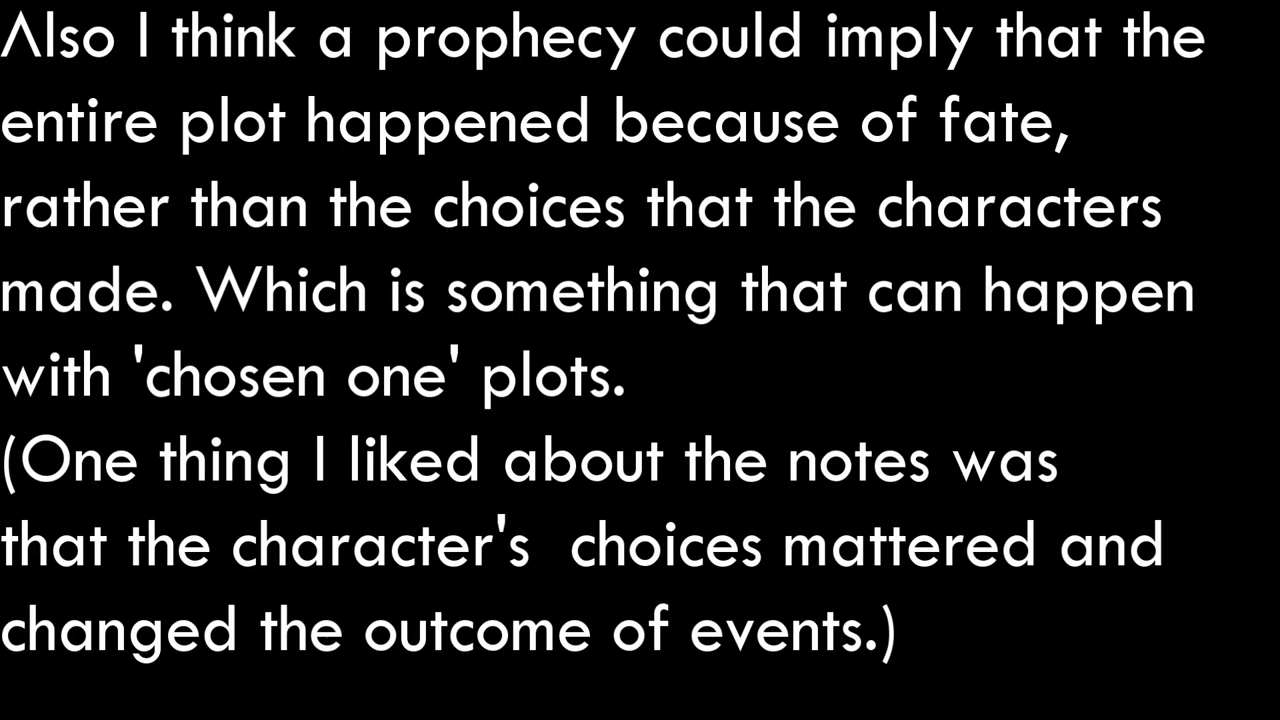 Also I think a prophecy could imply that the
entire plot happened because of fate,
rather than the choices that the characters
made. Which is something that can happen
with 'chosen one' plots.
(One thing I liked about the notes was
that the character's  choices mattered and
changed the outcome of events.)